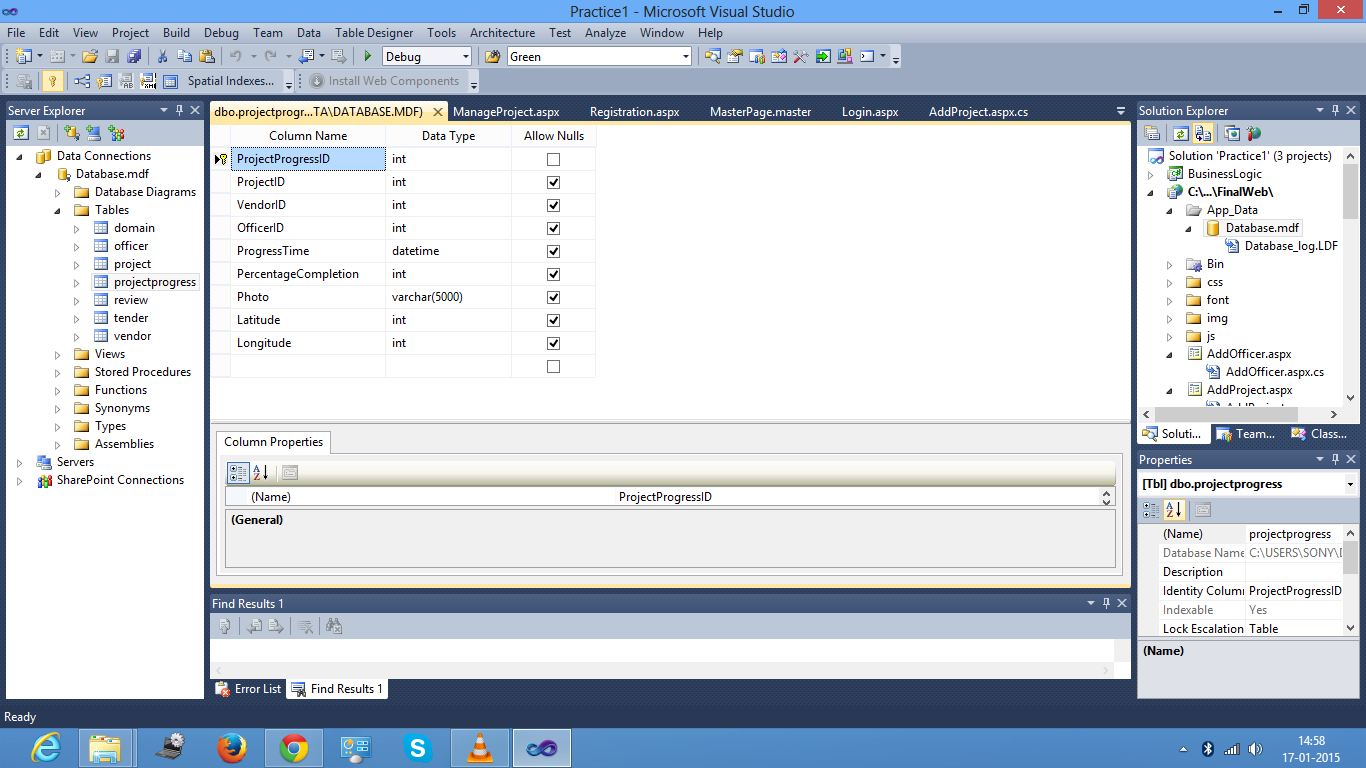 Practice1 - Microsoft Visual Studio
File Edit View Project Build Debug Team Data Table Designer Tools Architecture Test Analyze Window Help
Debug Green
Spatial Indexes... Install Web Components
Server Explorer
Data Connections
Database.mdf
Database Diagrams
Tables
domain
officer
project
projectprogress
review
tender
vendor
Views
Stored Procedures
Functions
Synonyms
Types
Assemblies
Servers
SharePoint Connections
dbo.projectprogr...TA\DATABASE.MDF) ManageProject.aspx Registration.aspx MasterPage.master Login.aspx AddProject.aspx.cs
Column Name Data Type Allow Nulls
ProjectProgressID int
ProjectID int
VendorID int
OfficerID int
ProgressTime datetime
PercentageCompletion int
Photo varchar(5000)
Latitude int
Longitude int
Column Properties
(Name) ProjectProgressID
(General)
Find Results 1
Error List Find Results 1
Solution Explorer
Solution 'Practice1' (3 projects)
BusinessLogic
C:\...\FinalWeb\
App_Data
Database.mdf
Database_log.LDF
Bin
css
font
img
js
AddOfficer.aspx
AddOfficer.aspx.cs
AddProject.aspx
Soluti... Team... Class...
Properties
[Tbl] dbo.projectprogress
(Name) projectprogress
Database Name C:\USERS\SONY\D
Description
Identity Colum ProjectProgressID
Indexable Yes
Lock Escalation Table
(Name)
Ready
14:58
17-01-2015